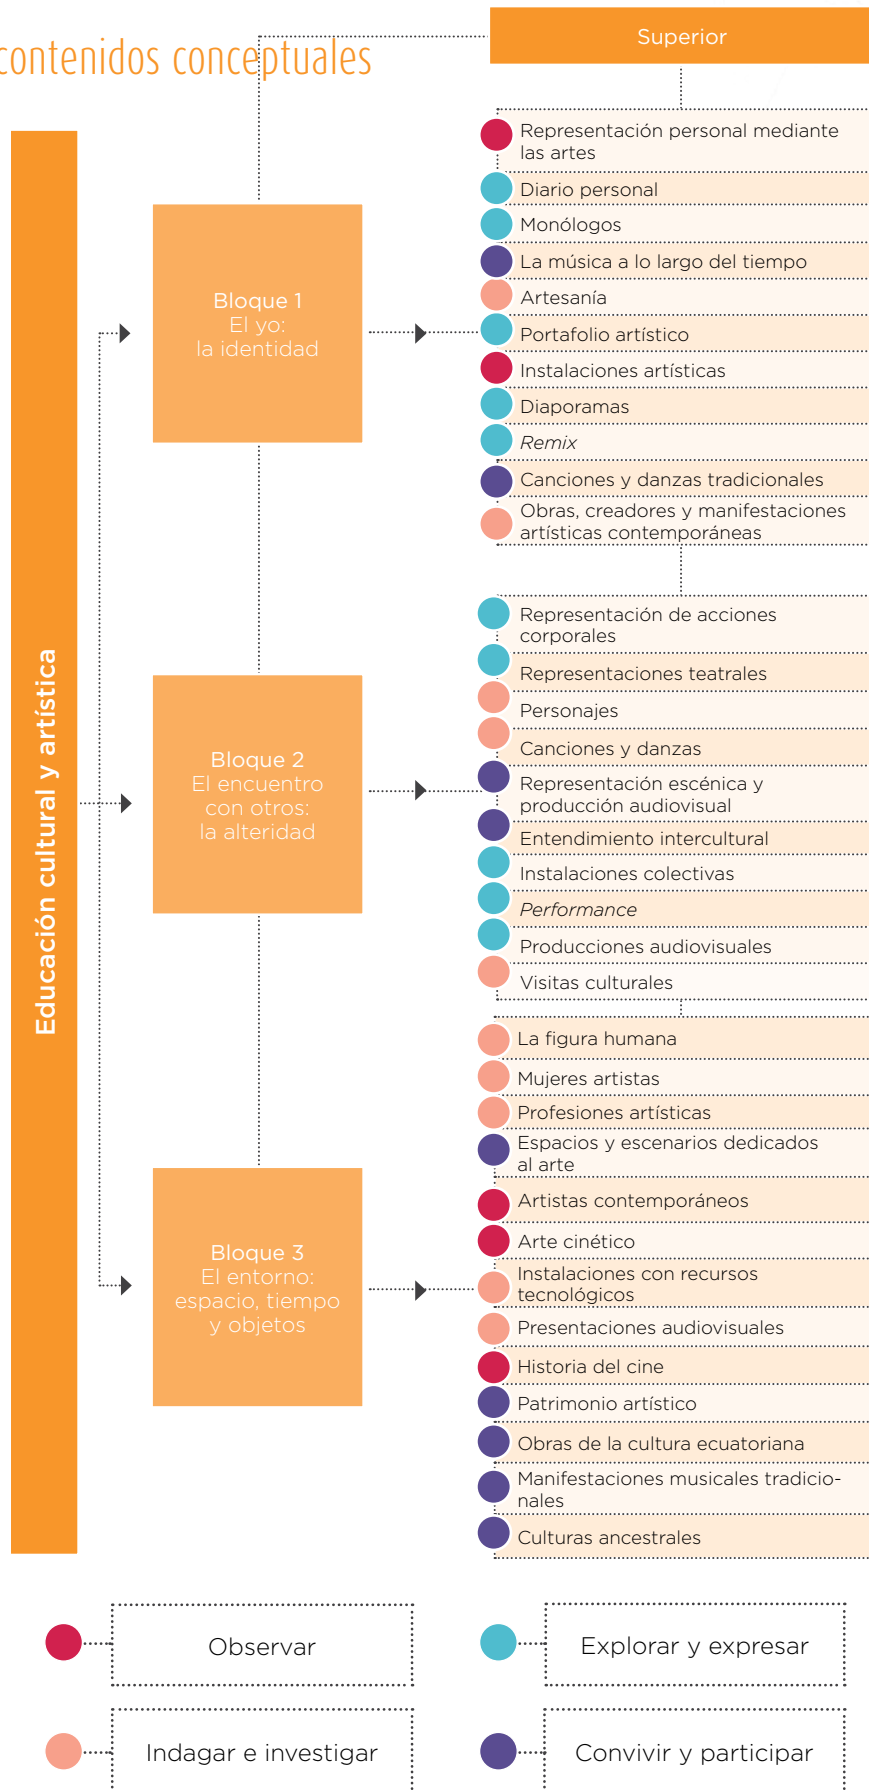 contenidos conceptuales
Superior
Educación cultural y artística
Bloque 1
El yo:
la identidad
Representación personal mediante
las artes
Diario personal
Monólogos
La música a lo largo del tiempo
Artesanía
Portafolio artístico
Instalaciones artísticas
Diaporamas
Remix
Canciones y danzas tradicionales
Obras, creadores y manifestaciones
artísticas contemporáneas
Bloque 2
El encuentro
con otros:
la alteridad
Representación de acciones
corporales
Representaciones teatrales
Personajes
Canciones y danzas
Representación escénica y
producción audiovisual
Entendimiento intercultural
Instalaciones colectivas
Performance
Producciones audiovisuales
Visitas culturales
Bloque 3
El entorno:
espacio, tiempo
y objetos
La figura humana
Mujeres artistas
Profesiones artísticas
Espacios y escenarios dedicados
al arte
Artistas contemporáneos
Arte cinético
Instalaciones con recursos
tecnológicos
Presentaciones audiovisuales
Historia del cine
Patrimonio artístico
Obras de la cultura ecuatoriana
Manifestaciones musicales tradicio-
nales
Culturas ancestrales
Observar
Explorar y expresar
Indagar e investigar
Convivir y participar